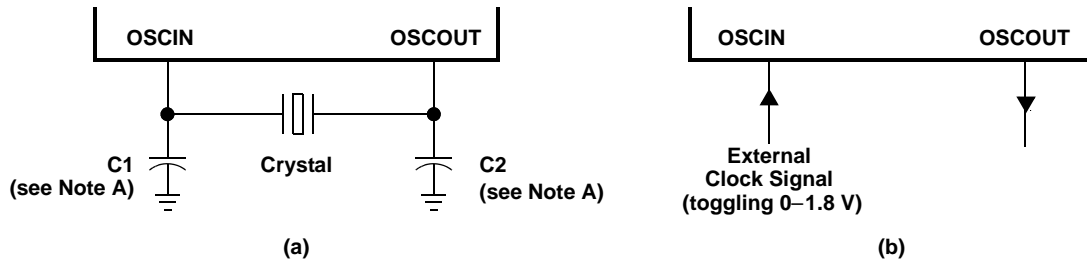 OSCIN OSCOUT
C1
(see Note A)
Crystal
C2
(see Note A)
(a)
OSCIN OSCOUT
External
Clock Signal
(toggling 0–1.8 V)
(b)